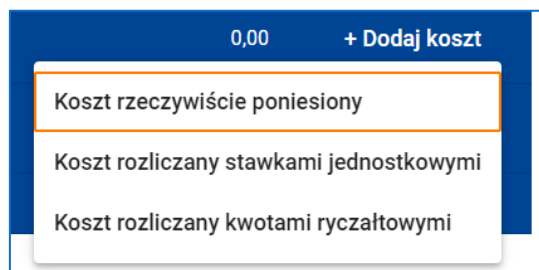 0,00 + Dodaj koszt
Koszt rzeczywiście poniesiony
Koszt rozliczany stawkami jednostkowymi
Koszt rozliczany kwotami ryczałtowymi